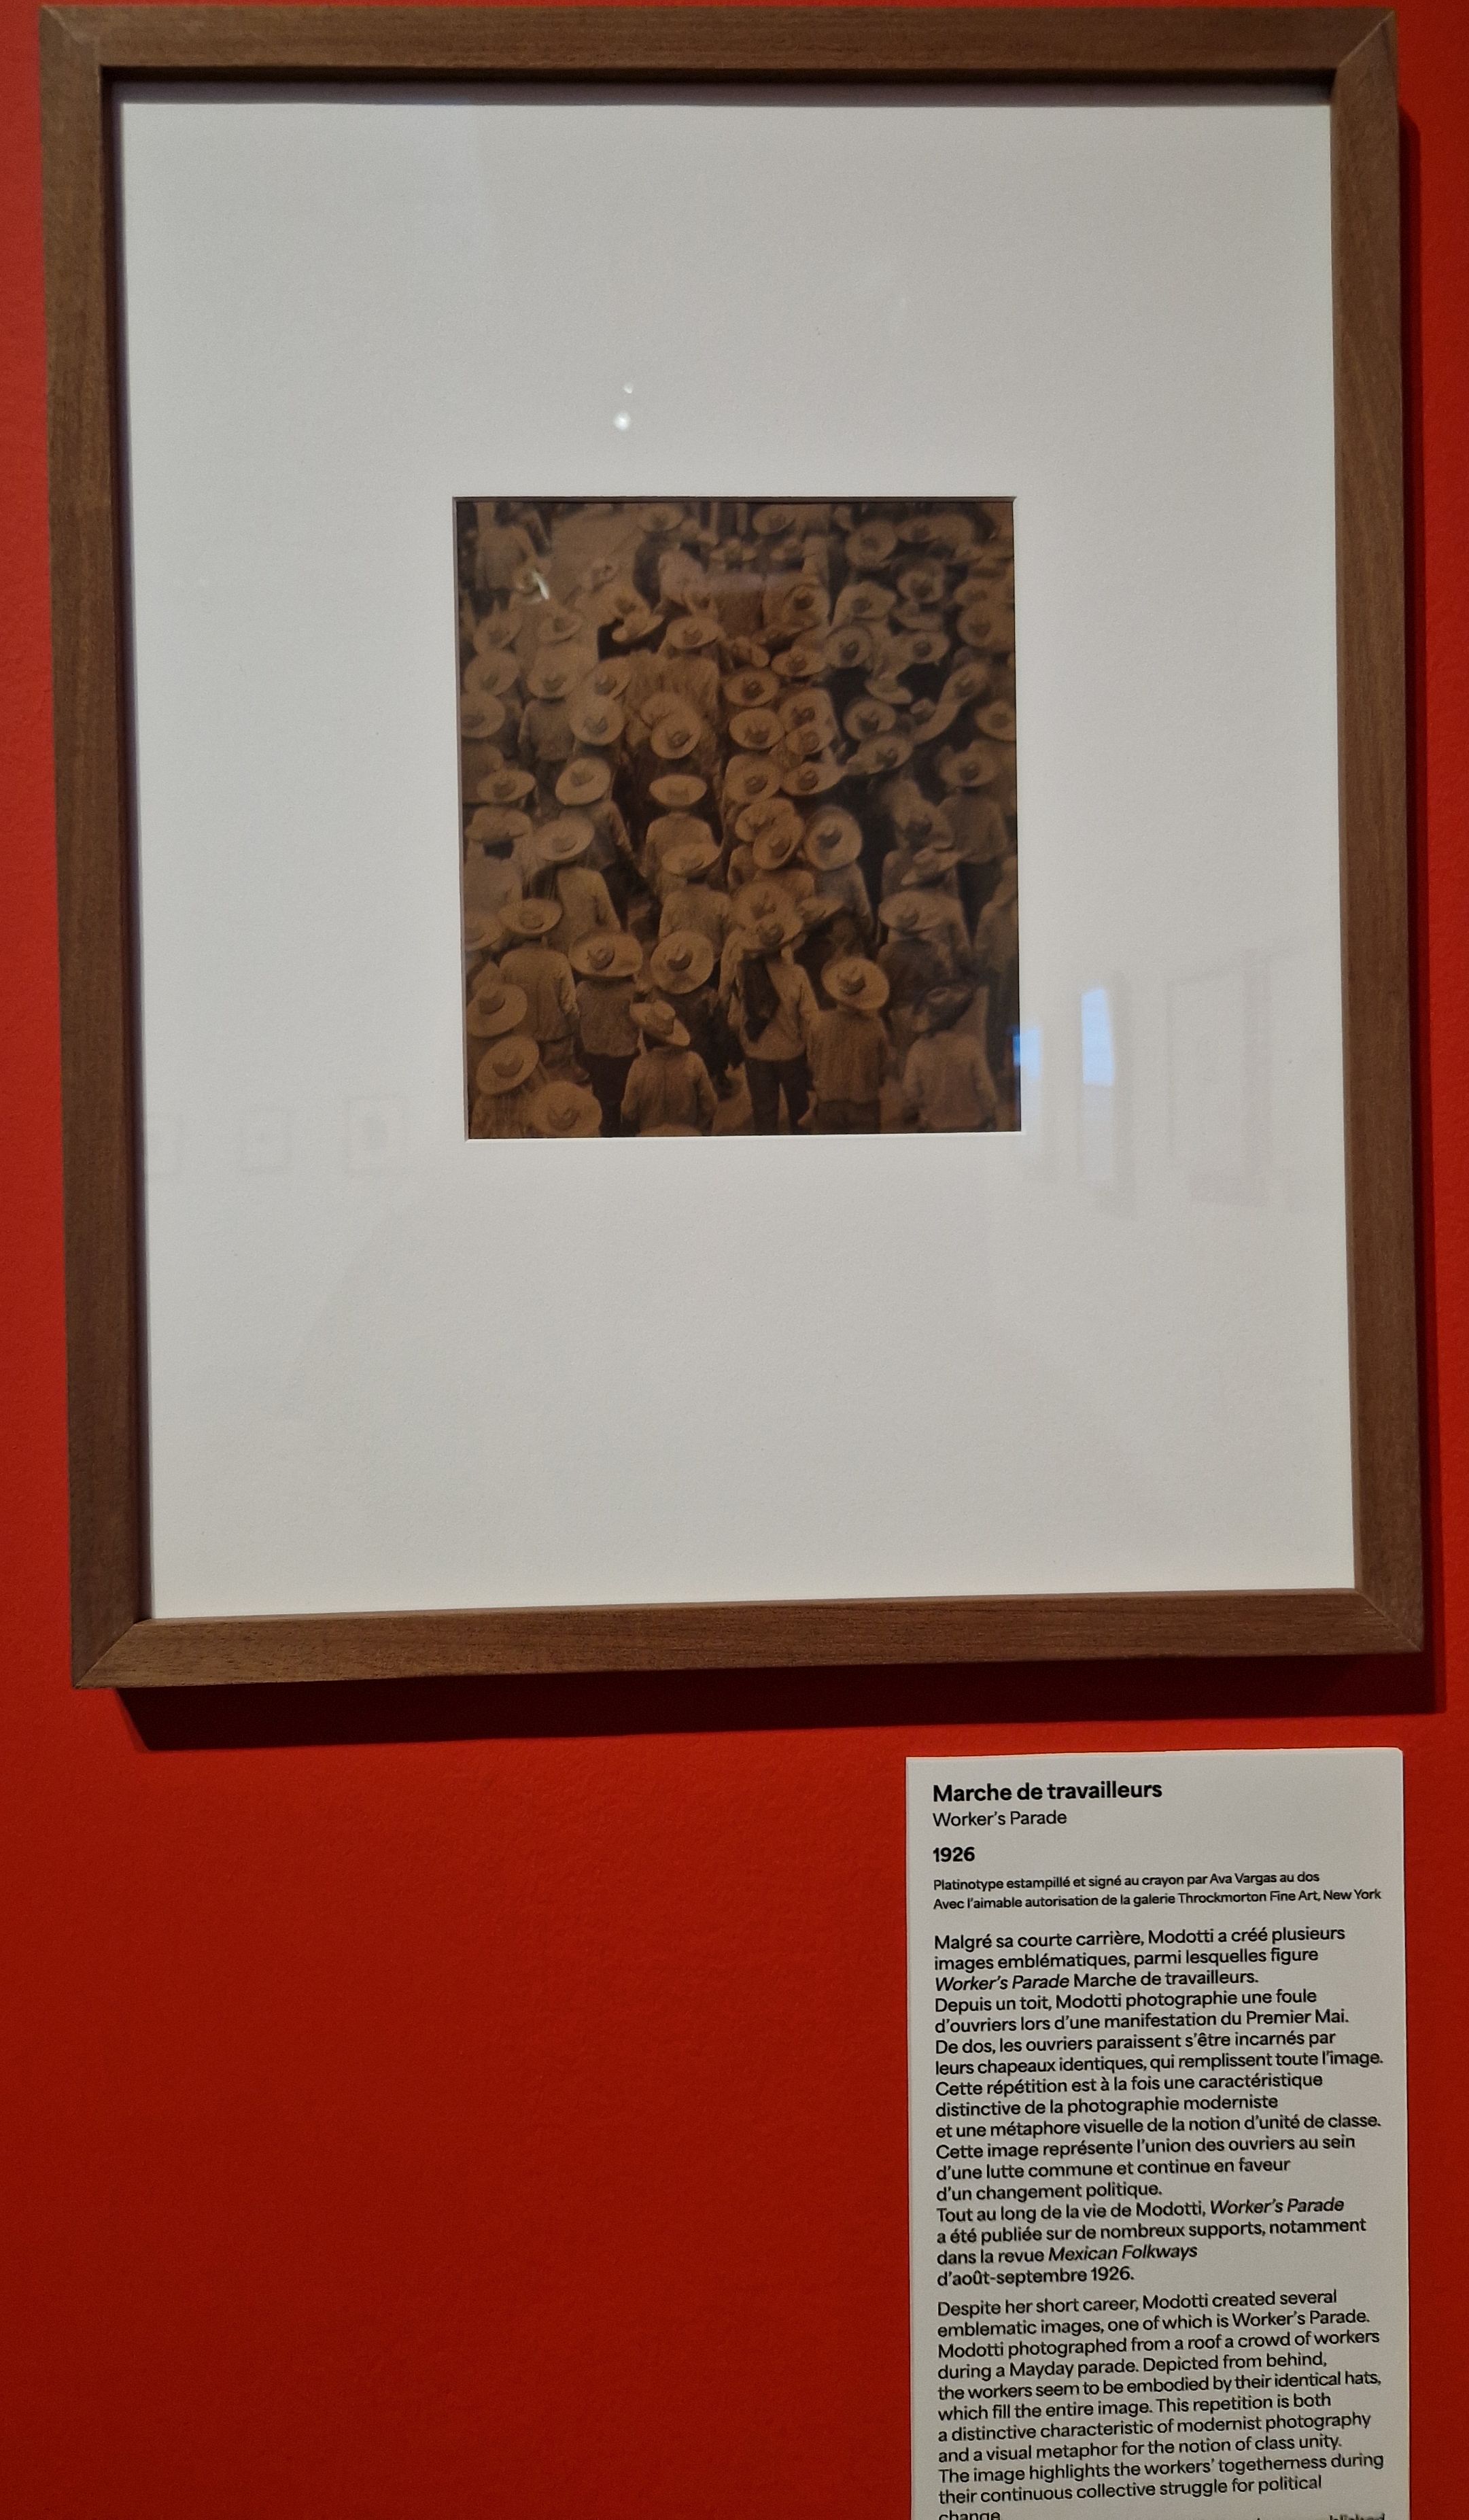 Marche de travailleurs
Worker's Parade
1926
Platinotype estampillé et signé au crayon par Ava Vargas au dos
Avec l'aimable autorisation de la galerie Throckmorton Fine Art, New York
Malgré sa courte carrière, Modotti a créé plusieurs
images emblématiques, parmi lesquelles figure
Worker's Parade Marche de travailleurs.
Depuis un toit, Modotti photographie une foule
d'ouvriers lors d'une manifestation du Premier Mai.
De dos, les ouvriers paraissent s'être incarnés par
leurs chapeaux identiques, qui remplissent toute l'image.
Cette répétition est à la fois une caractéristique
distinctive de la photographie moderniste
et une métaphore visuelle de la notion d'unité de classe.
Cette image représente l'union des ouvriers au sein
d'une lutte commune et continue en faveur
d'un changement politique.
Tout au long de la vie de Modotti, Worker's Parade
a été publiée sur de nombreux supports, notamment
dans la revue Mexican Folkways
d'août-septembre 1926.
Despite her short career, Modotti created several
emblematic images, one of which is Worker's Parade.
Modotti photographed from a roof a crowd of workers
during a Mayday parade. Depicted from behind,
the workers seem to be embodied by their identical hats,
which fill the entire image. This repetition is both
a distinctive characteristic of modernist photography
and a visual metaphor for the notion of class unity.
The image highlights the workers' togetherness during
their continuous collective struggle for political
change.